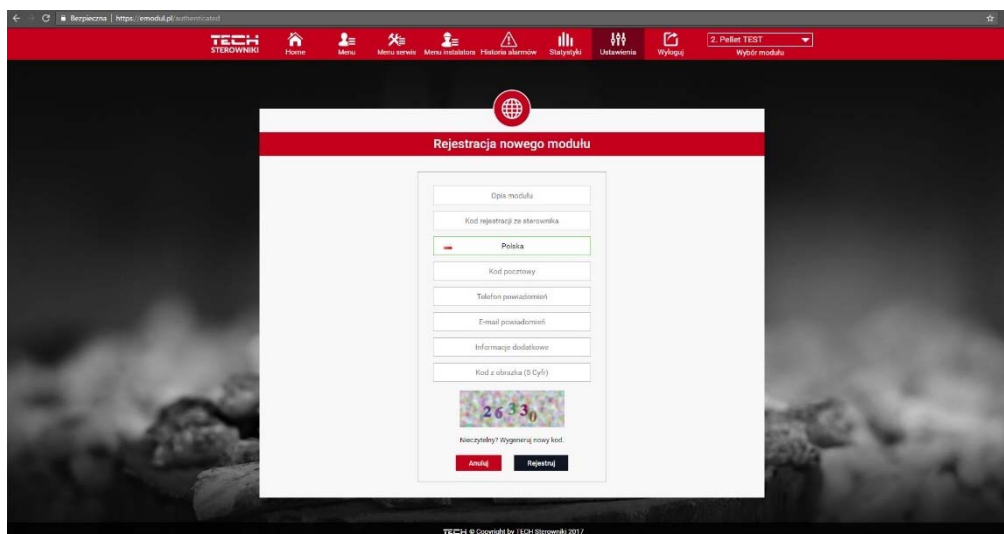 Bezpieczna | https://emodul.pl/authenticated
TECH
STEROWNIKI
Home
Menu
Menu serwis
Menu instalatora
Historia alarmów
Statystyki
Ustawienia
Wyloguj
2. Pellet TEST
Wybór modułu
Rejestracja nowego modułu
Opis modułu
Kod rejestracji ze sterownika
Polska
Kod pocztowy
Telefon powiadomień
E-mail powiadomień
Informacje dodatkowe
Kod z obrazka (5 Cyfr)
26330
Nieczytelny? Wygeneruj nowy kod.
Anuluj
Rejestruj
TECH © Copyright by TECH Sterowniki 2017